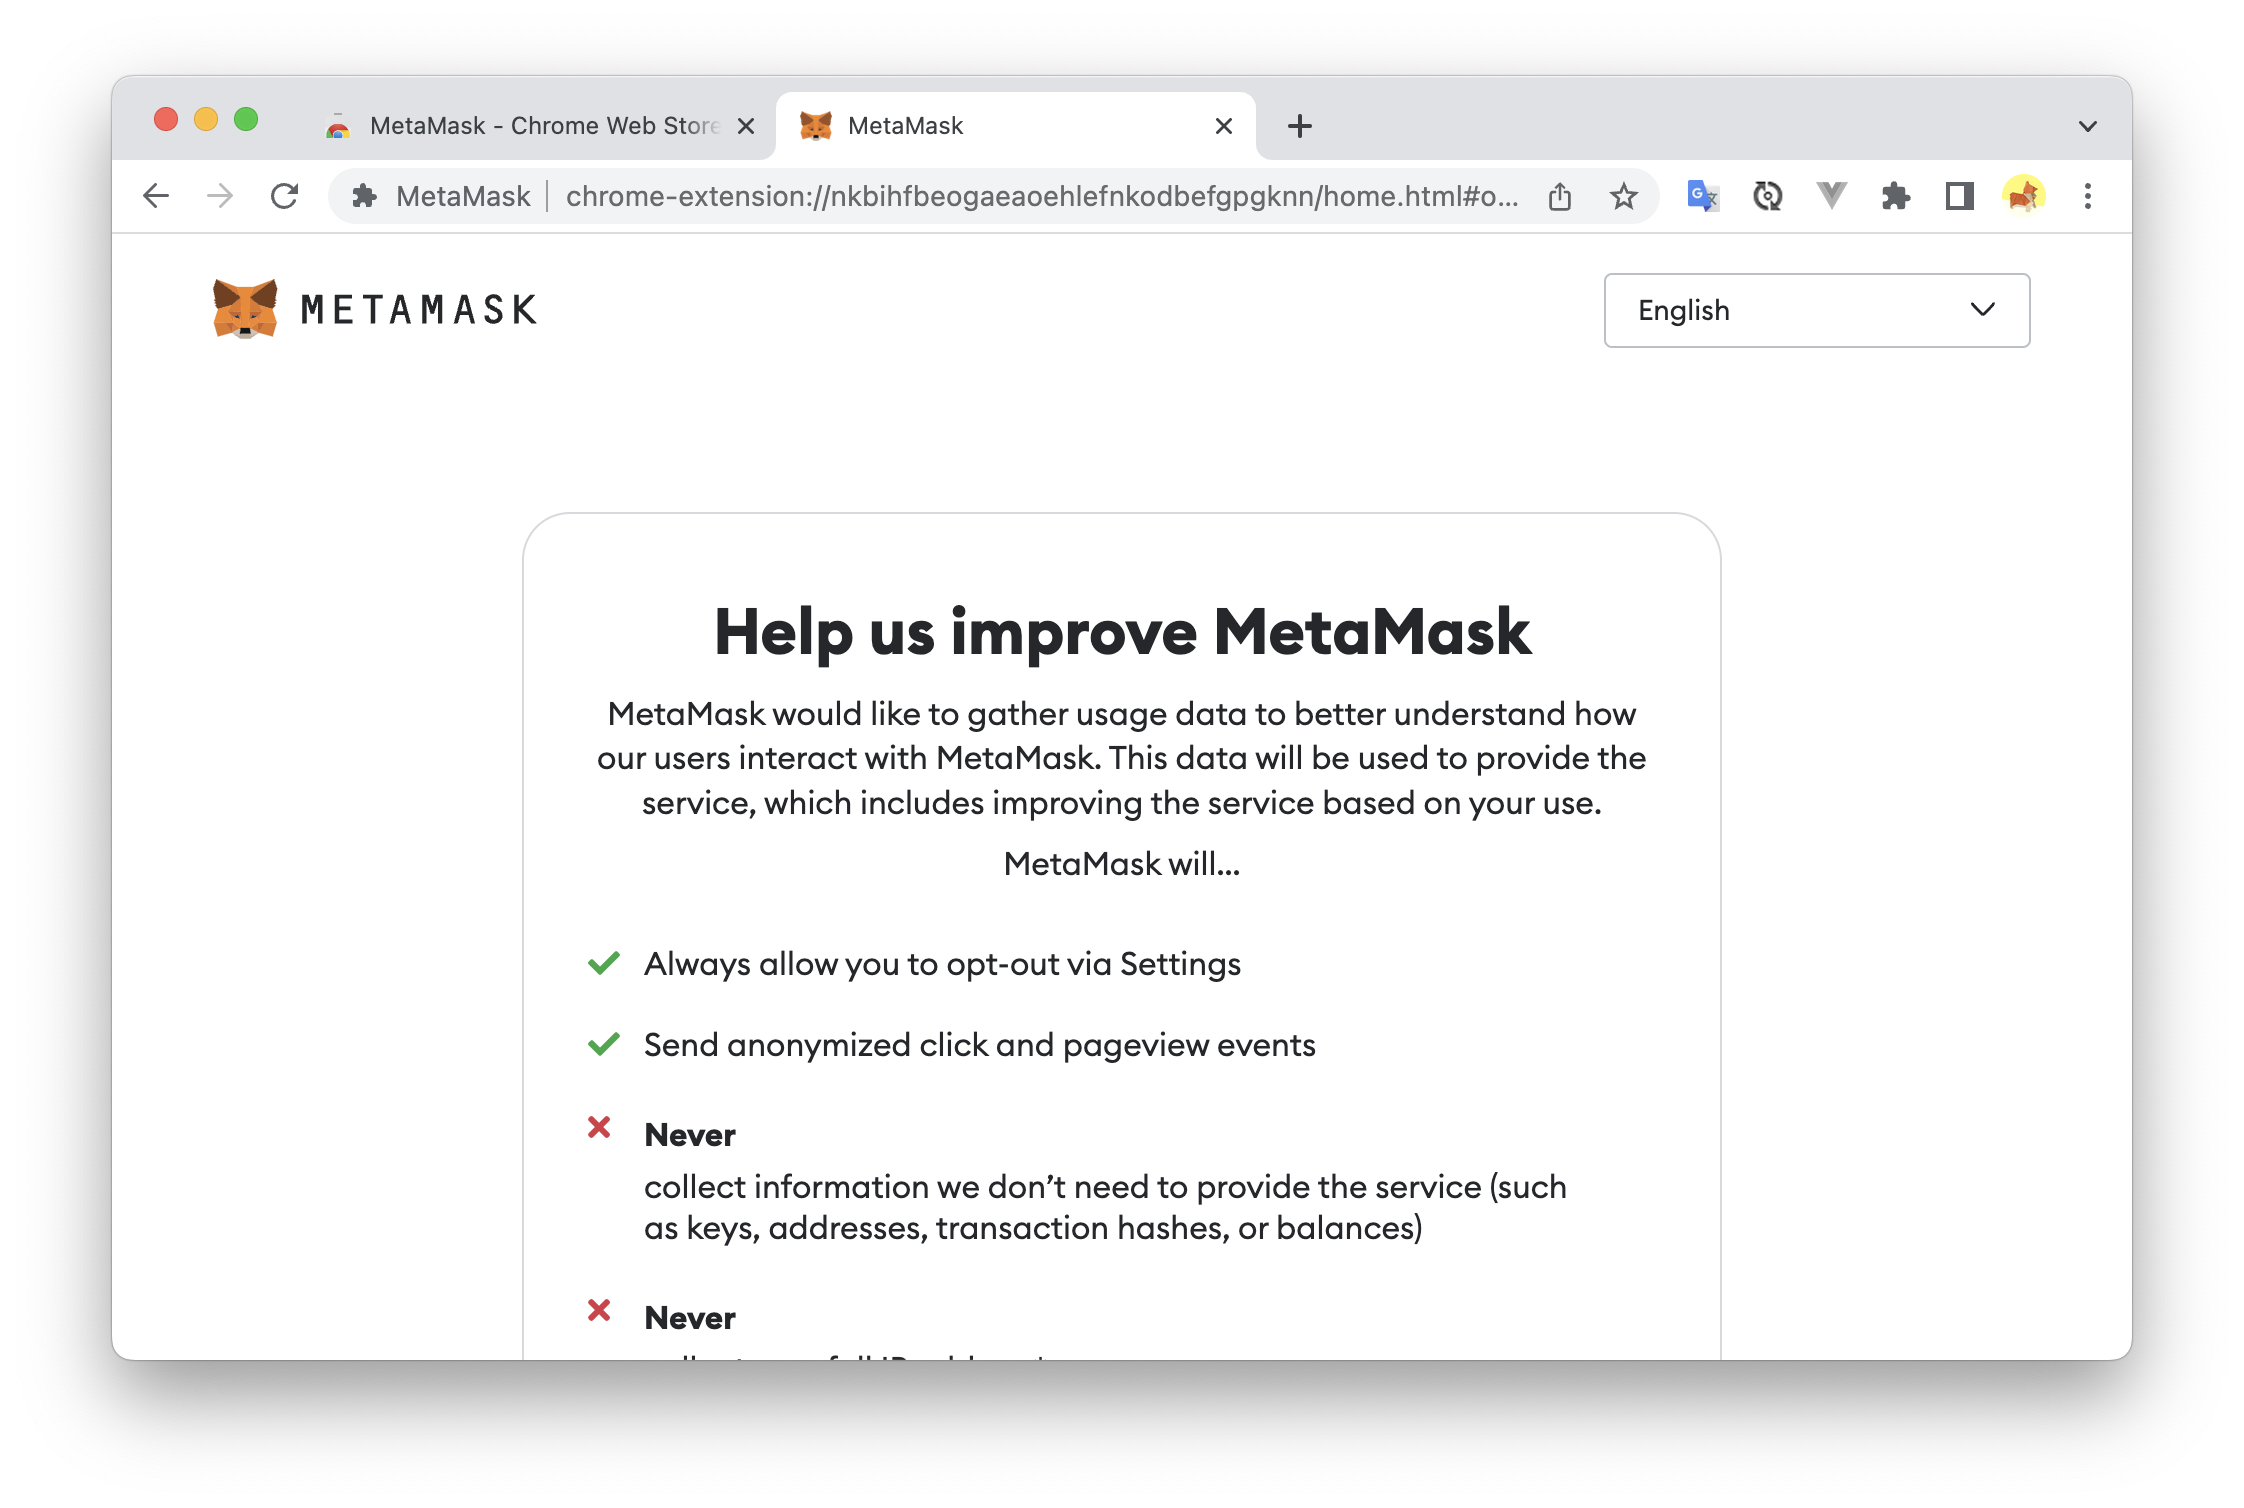 MetaMask - Chrome Web Store
MetaMask
MetaMask
chrome-extension://nkbihfbeogaeaoehlefnkodbefgpgknn/home.html#o...
METAMASK
English
Help us improve MetaMask
MetaMask would like to gather usage data to better understand how
our users interact with MetaMask. This data will be used to provide the
service, which includes improving the service based on your use.
MetaMask will...
Always allow you to opt-out via Settings
Send anonymized click and pageview events
Never
collect information we don’t need to provide the service (such
as keys, addresses, transaction hashes, or balances)
Never